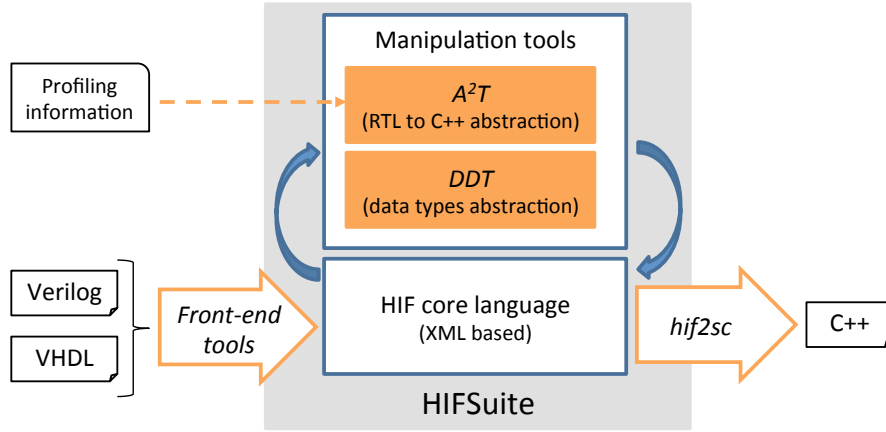 Manipulation tools
Profiling
information
A²T
(RTL to C++ abstraction)
DDT
(data types abstraction)
Verilog
VHDL
Front-end
tools
HIF core language
(XML based)
hif2sc
C++
HIFSuite